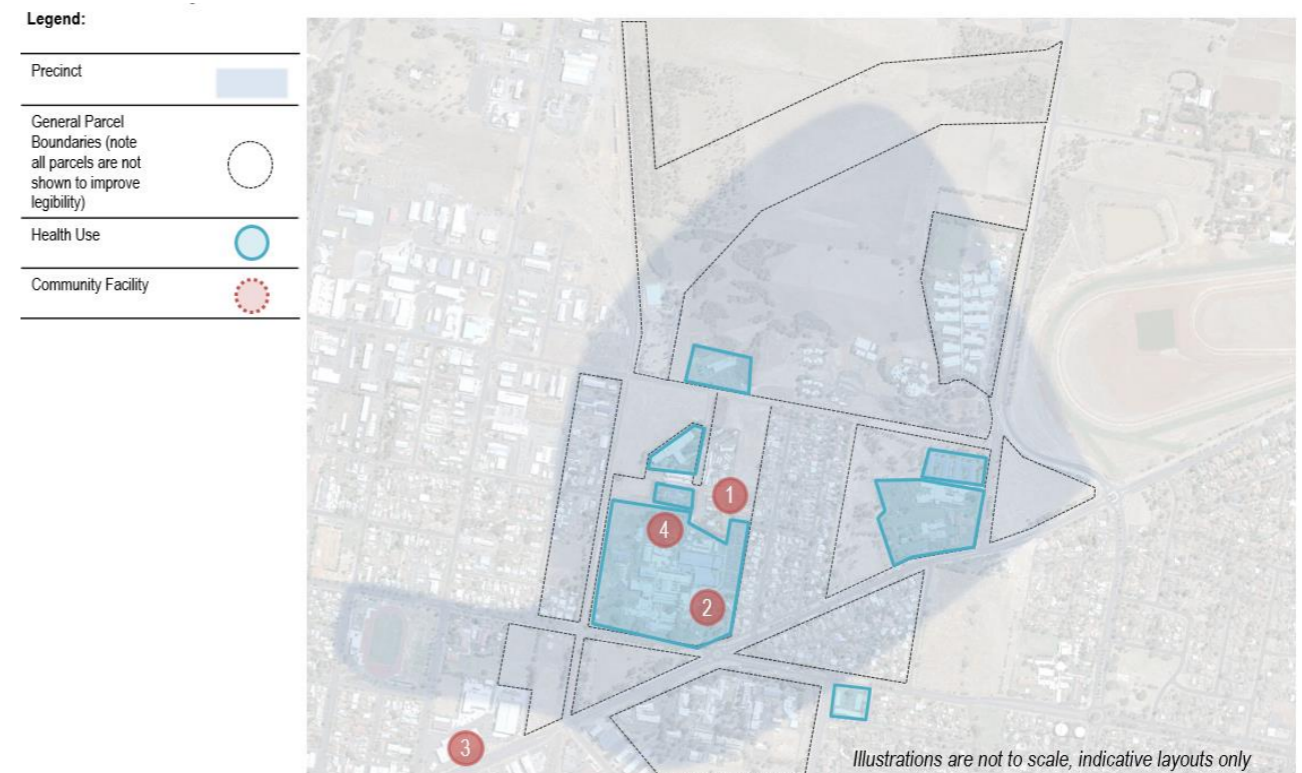 Legend:
Precinct
General Parcel
Boundaries (note
all parcels are not
shown to improve
legibility)
Health Use
Community Facility
1
4
2
3
Illustrations are not to scale, indicative layouts only